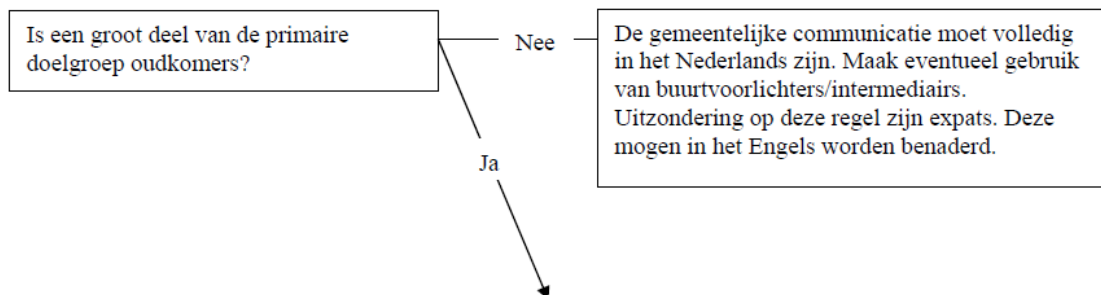 Is een groot deel van de primaire
doelgroep oudkomers?
Nee
De gemeentelijke communicatie moet volledig
in het Nederlands zijn. Maak eventueel gebruik
van buurtvoorlichters/intermediairs.
Uitzondering op deze regel zijn expats. Deze
mogen in het Engels worden benaderd.
Ja